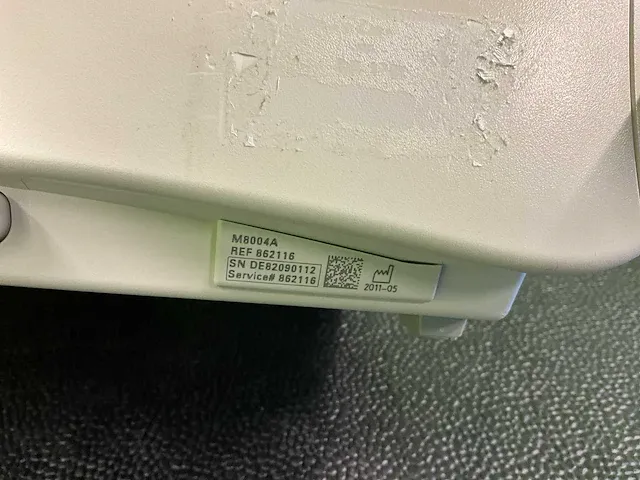 M8004A
REF 862116
SN DE82090112
Service# 862116
2011-05